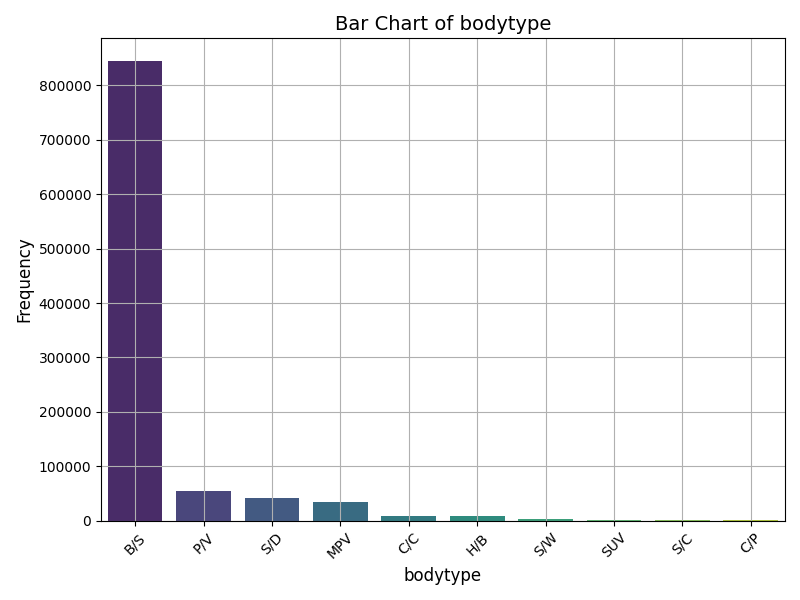 Bar Chart of bodytype
Frequency
800000
700000
600000
500000
400000
300000
200000
100000
0
B/S P/V S/D MPV C/C H/B S/W SUV S/C C/P
bodytype